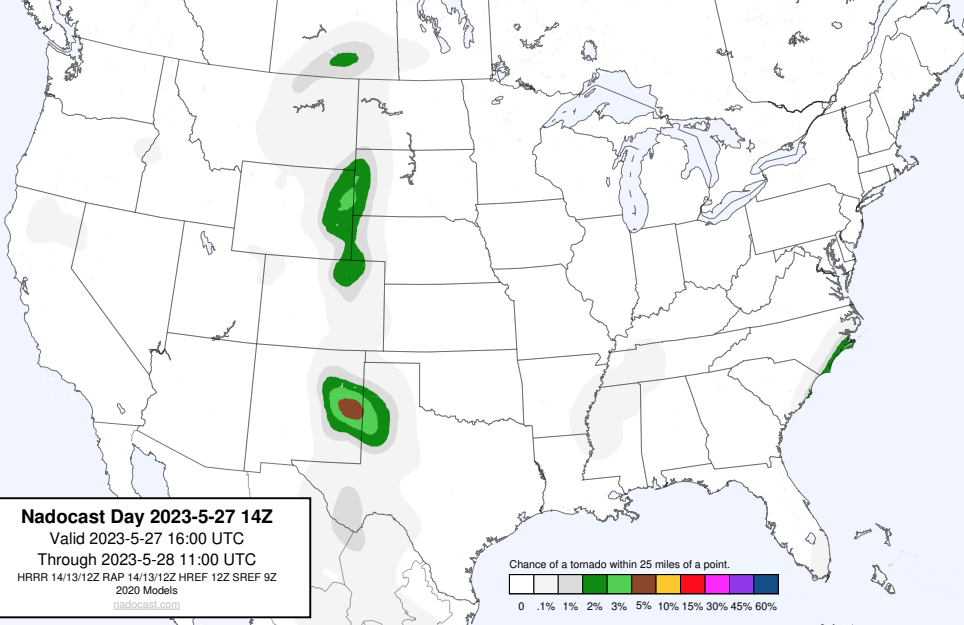 Nadocast Day 2023-5-27 14Z
Valid 2023-5-27 16:00 UTC
Through 2023-5-28 11:00 UTC
HRRR 14/13/12Z RAP 14/13/12Z HREF 12Z SREF 9Z
2020 Models
nadocast.com
Chance of a tornado within 25 miles of a point.
0 .1% 1% 2% 3% 5% 10% 15% 30% 45% 60%